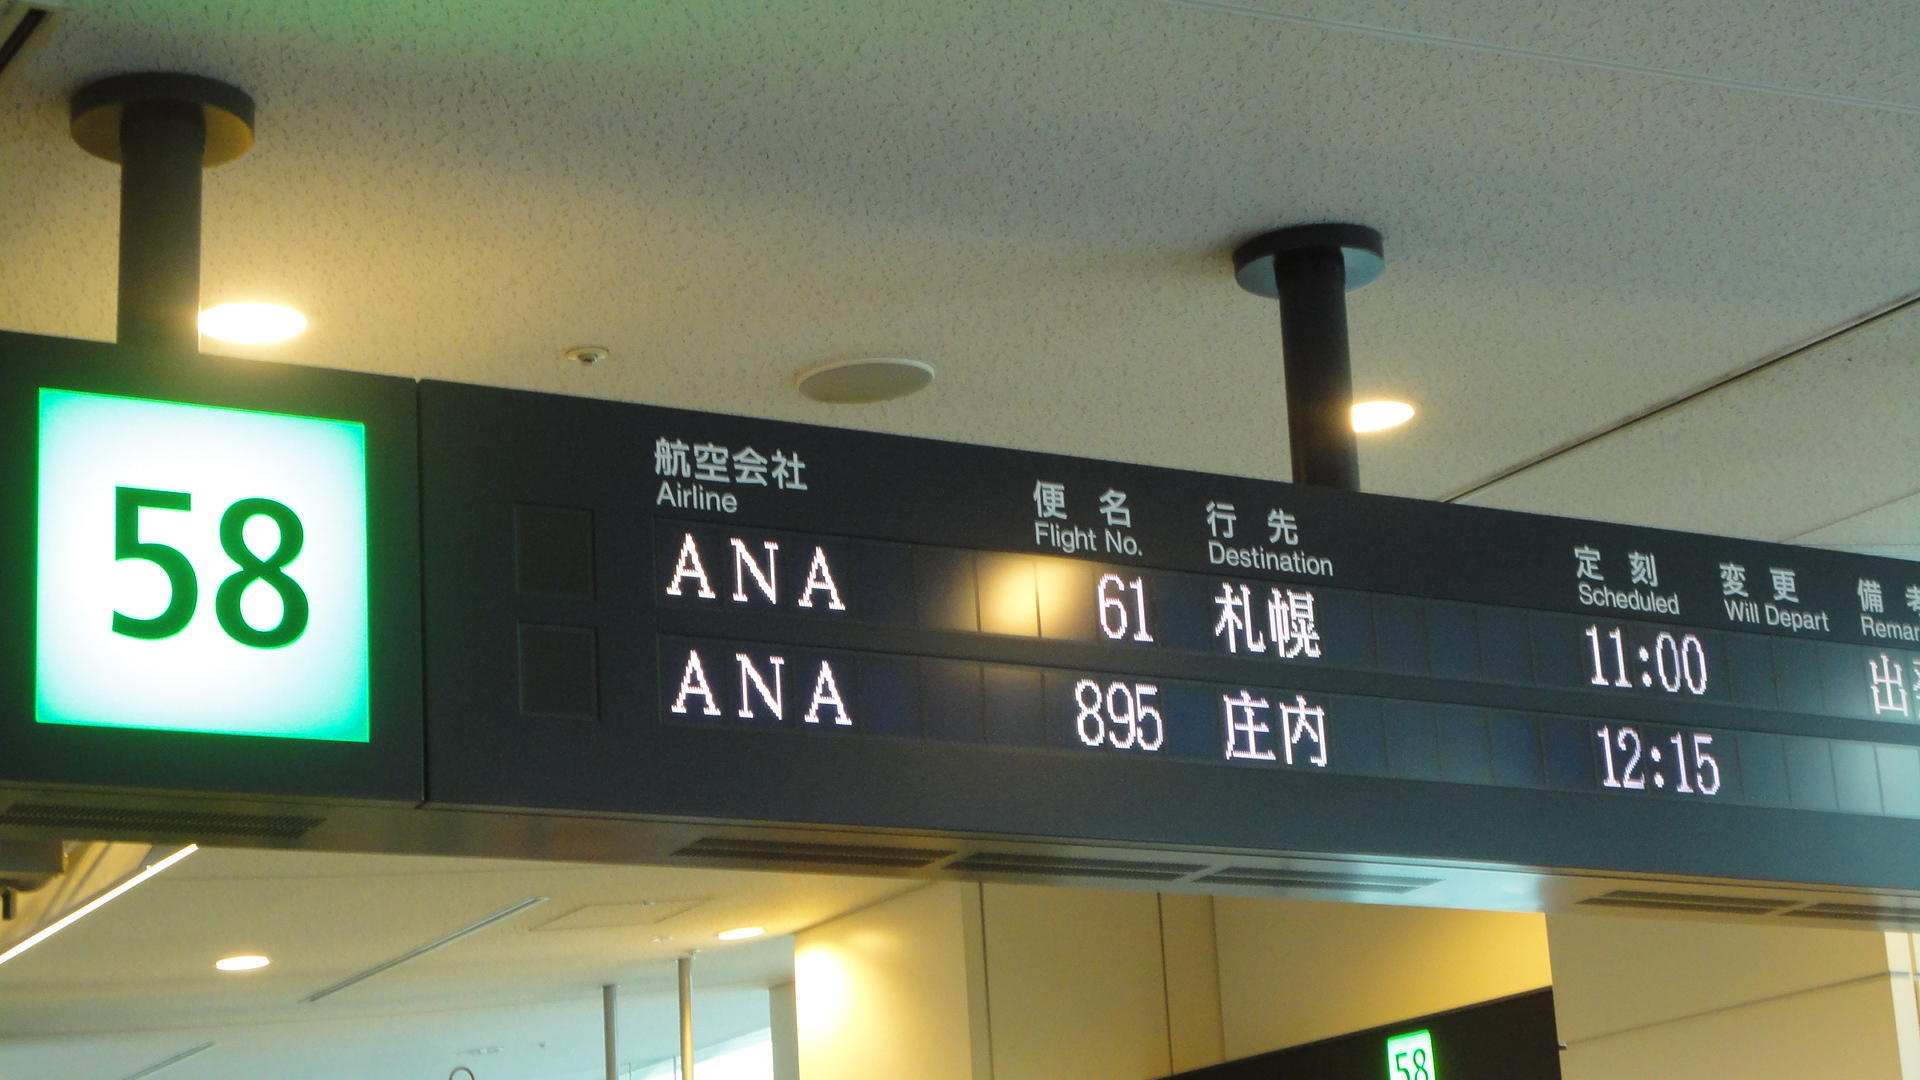 58
航空会社 便名 行先 定刻 変更
Airline Flight No. Destination Scheduled Will Depart
ANA 61 札幌 11:00 出
ANA 895 庄内 12:15
58